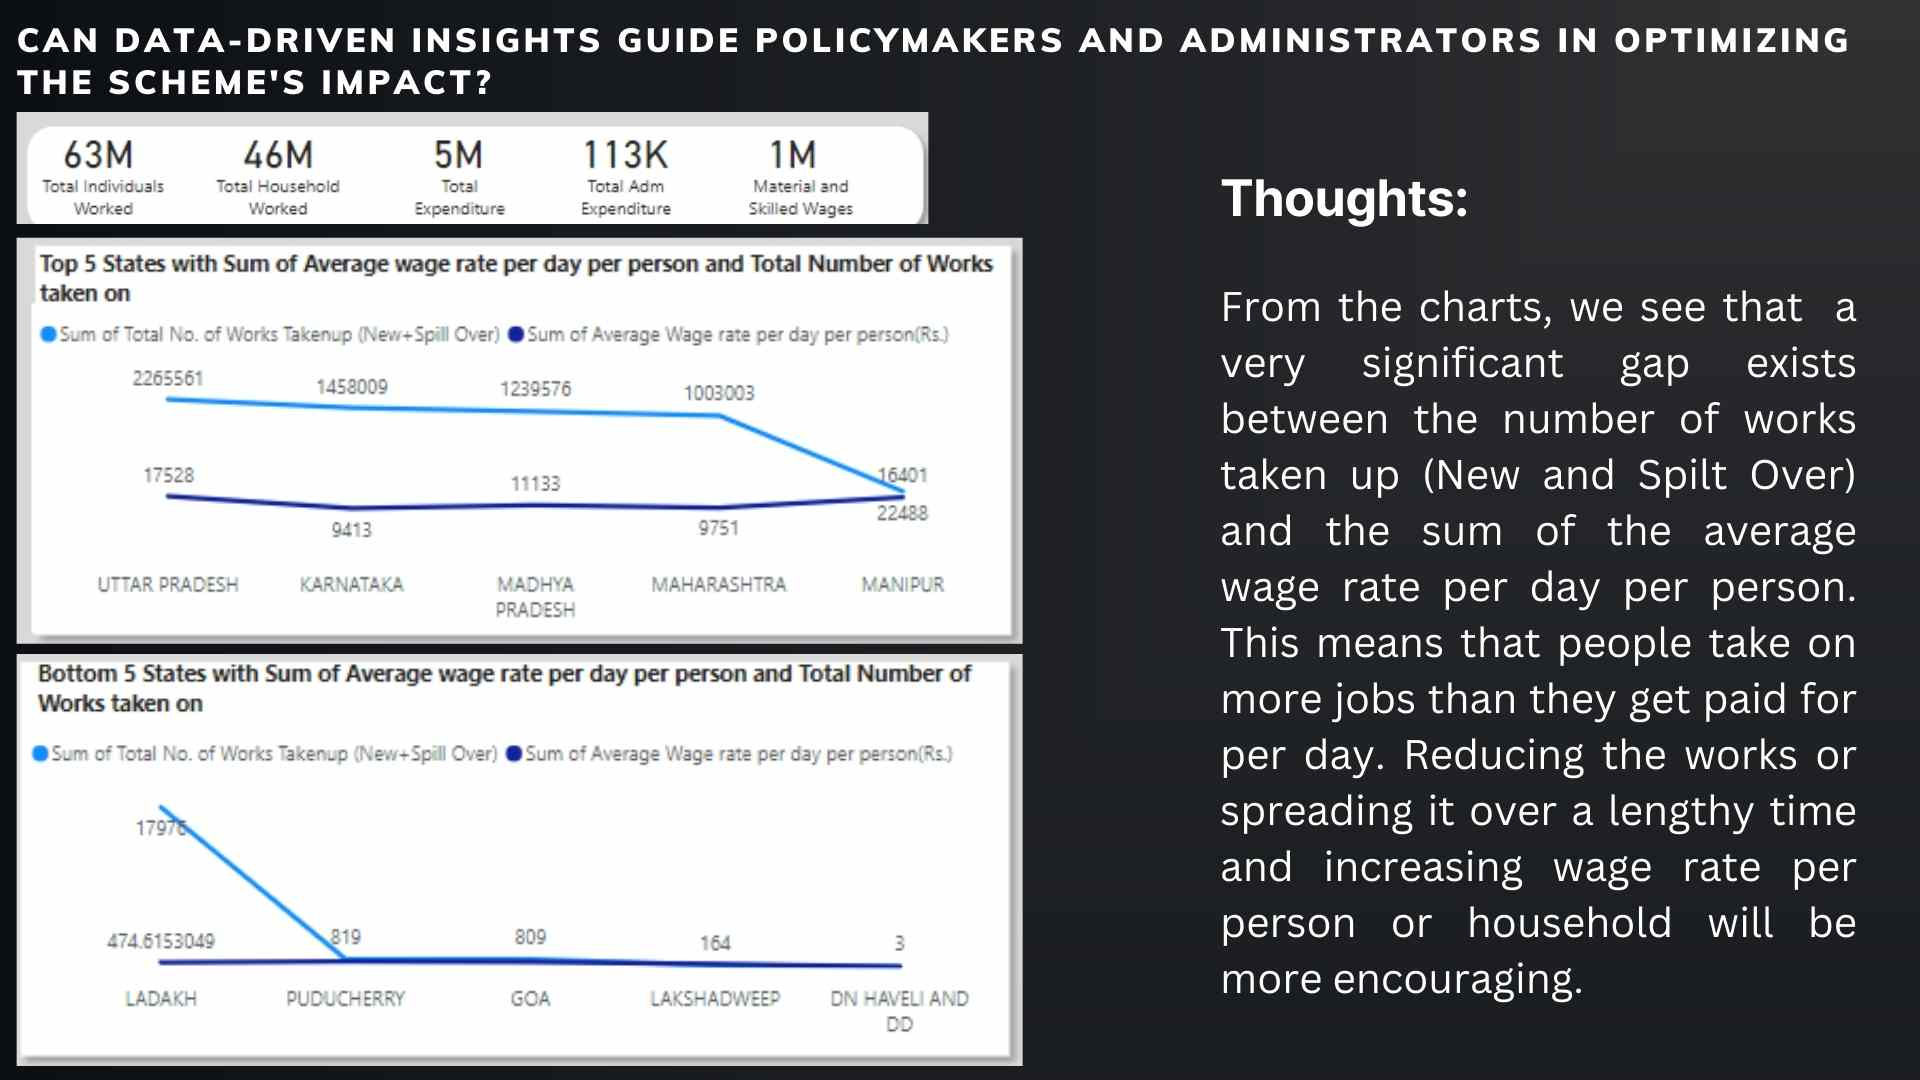 CAN DATA-DRIVEN INSIGHTS GUIDE POLICYMAKERS AND ADMINISTRATORS IN OPTIMIZING
THE SCHEME'S IMPACT?
63M
Total Individuals
Worked
46M
Total Household
Worked
5M
Total
Expenditure
113K
Total Adm
Expenditure
1M
Material and
Skilled Wages
Top 5 States with Sum of Average wage rate per day per person and Total Number of Works
taken on
Sum of Total No. of Works Takenup (New+Spill Over) Sum of Average Wage rate per day per person(Rs.)
2265561
1458009
1239576
1003003
16401
17528
9413
11133
9751
22488
UTTAR PRADESH
KARNATAKA
MADHYA
PRADESH
MAHARASHTRA
MANIPUR
Bottom 5 States with Sum of Average wage rate per day per person and Total Number of
Works taken on
Sum of Total No. of Works Takenup (New+Spill Over) Sum of Average Wage rate per day per person(Rs.)
17976
474.6153049
819
809
164
3
LADAKH
PUDUCHERRY
GOA
LAKSHADWEEP
DN HAVELI AND
DD
Thoughts:
From the charts, we see that a
very significant gap exists
between the number of works
taken up (New and Spilt Over)
and the sum of the average
wage rate per day per person.
This means that people take on
more jobs than they get paid for
per day. Reducing the works or
spreading it over a lengthy time
and increasing wage rate per
person or household will be
more encouraging.